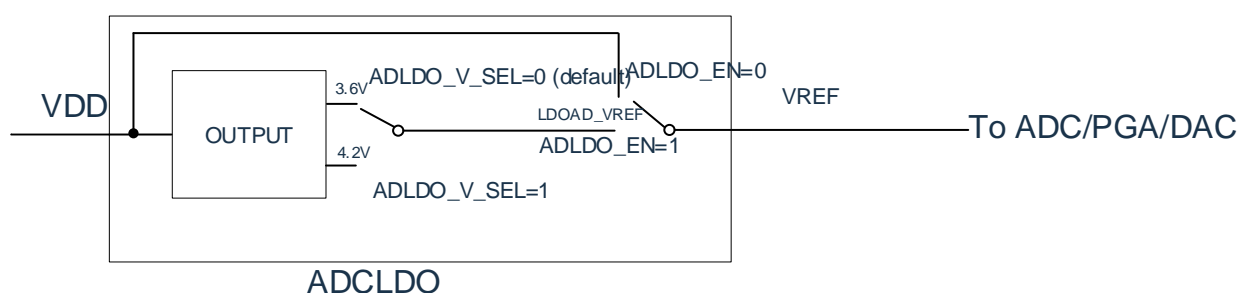 ADLDO_V_SEL=0 (default)
ADLDO_EN=0
3.6V
VREF
VDD
LDOAD_VREF
OUTPUT
To ADC/PGA/DAC
ADLDO_EN=1
4.2V
ADLDO_V_SEL=1
ADCLDO